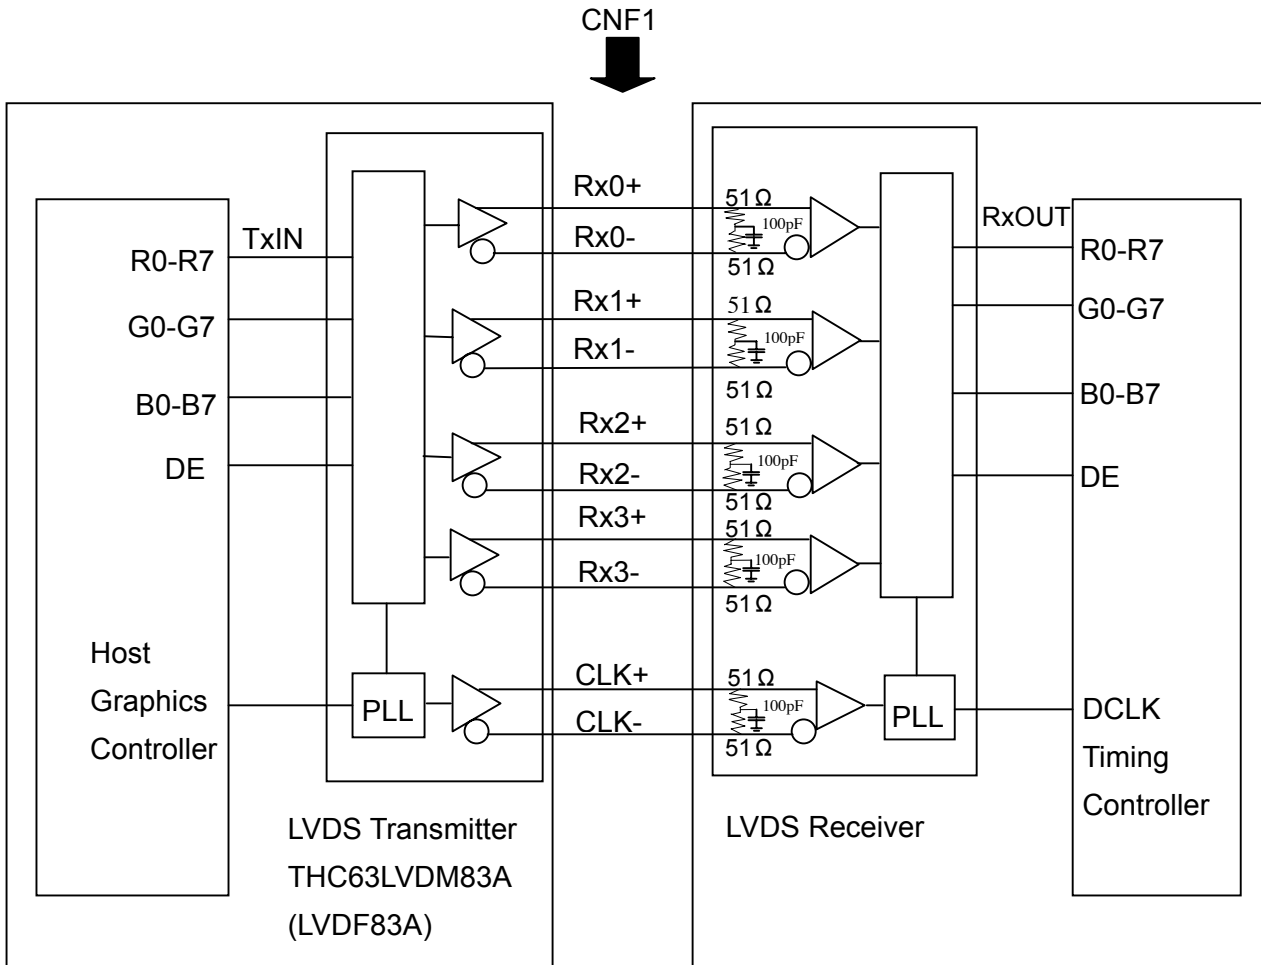 CNF1
TxIN
R0-R7
G0-G7
B0-B7
DE
Host
Graphics
Controller
PLL
LVDS Transmitter
THC63LVDM83A
(LVDF83A)
Rx0+
Rx0-
Rx1+
Rx1-
Rx2+
Rx2-
Rx3+
Rx3-
CLK+
CLK-
51Ω
100pF
51Ω
51Ω
100pF
51Ω
51Ω
100pF
51Ω
51Ω
100pF
51Ω
51Ω
100pF
51Ω
PLL
LVDS Receiver
RxOUT
R0-R7
G0-G7
B0-B7
DE
DCLK
Timing
Controller